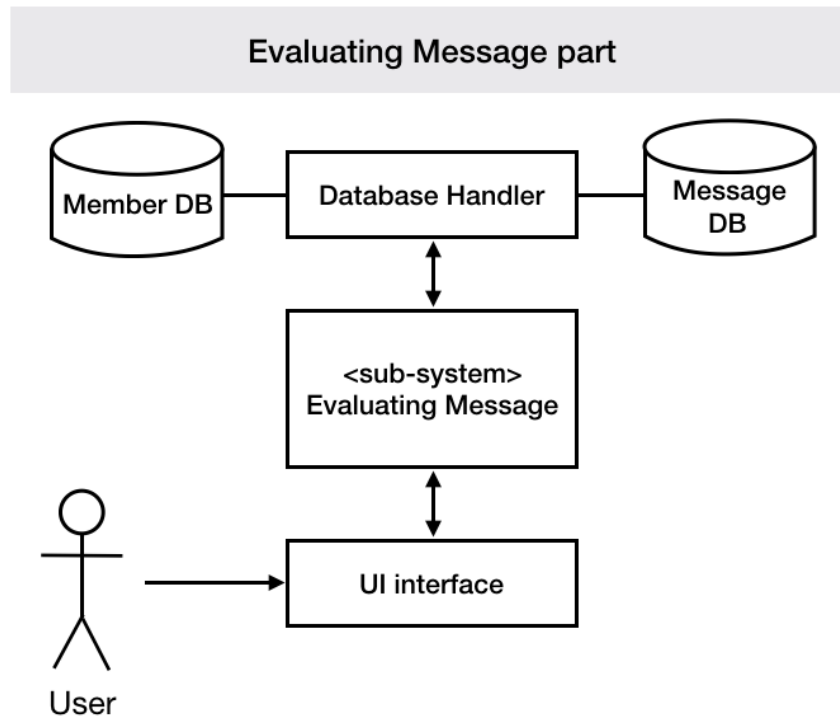 Evaluating Message part
Member DB
Database Handler
Message
DB
<sub-system>
Evaluating Message
UI interface
User